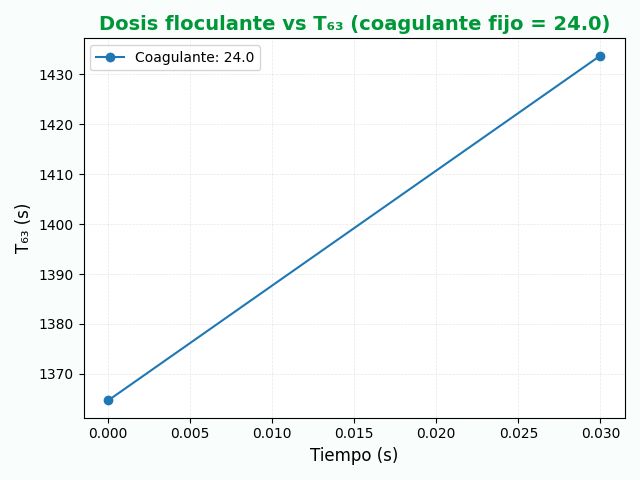 Dosis floculante vs T₆₃ (coagulante fijo = 24.0)
Coagulante: 24.0
T₆₃ (s)
1430
1420
1410
1400
1390
1380
1370
0.000 0.005 0.010 0.015 0.020 0.025 0.030
Tiempo (s)